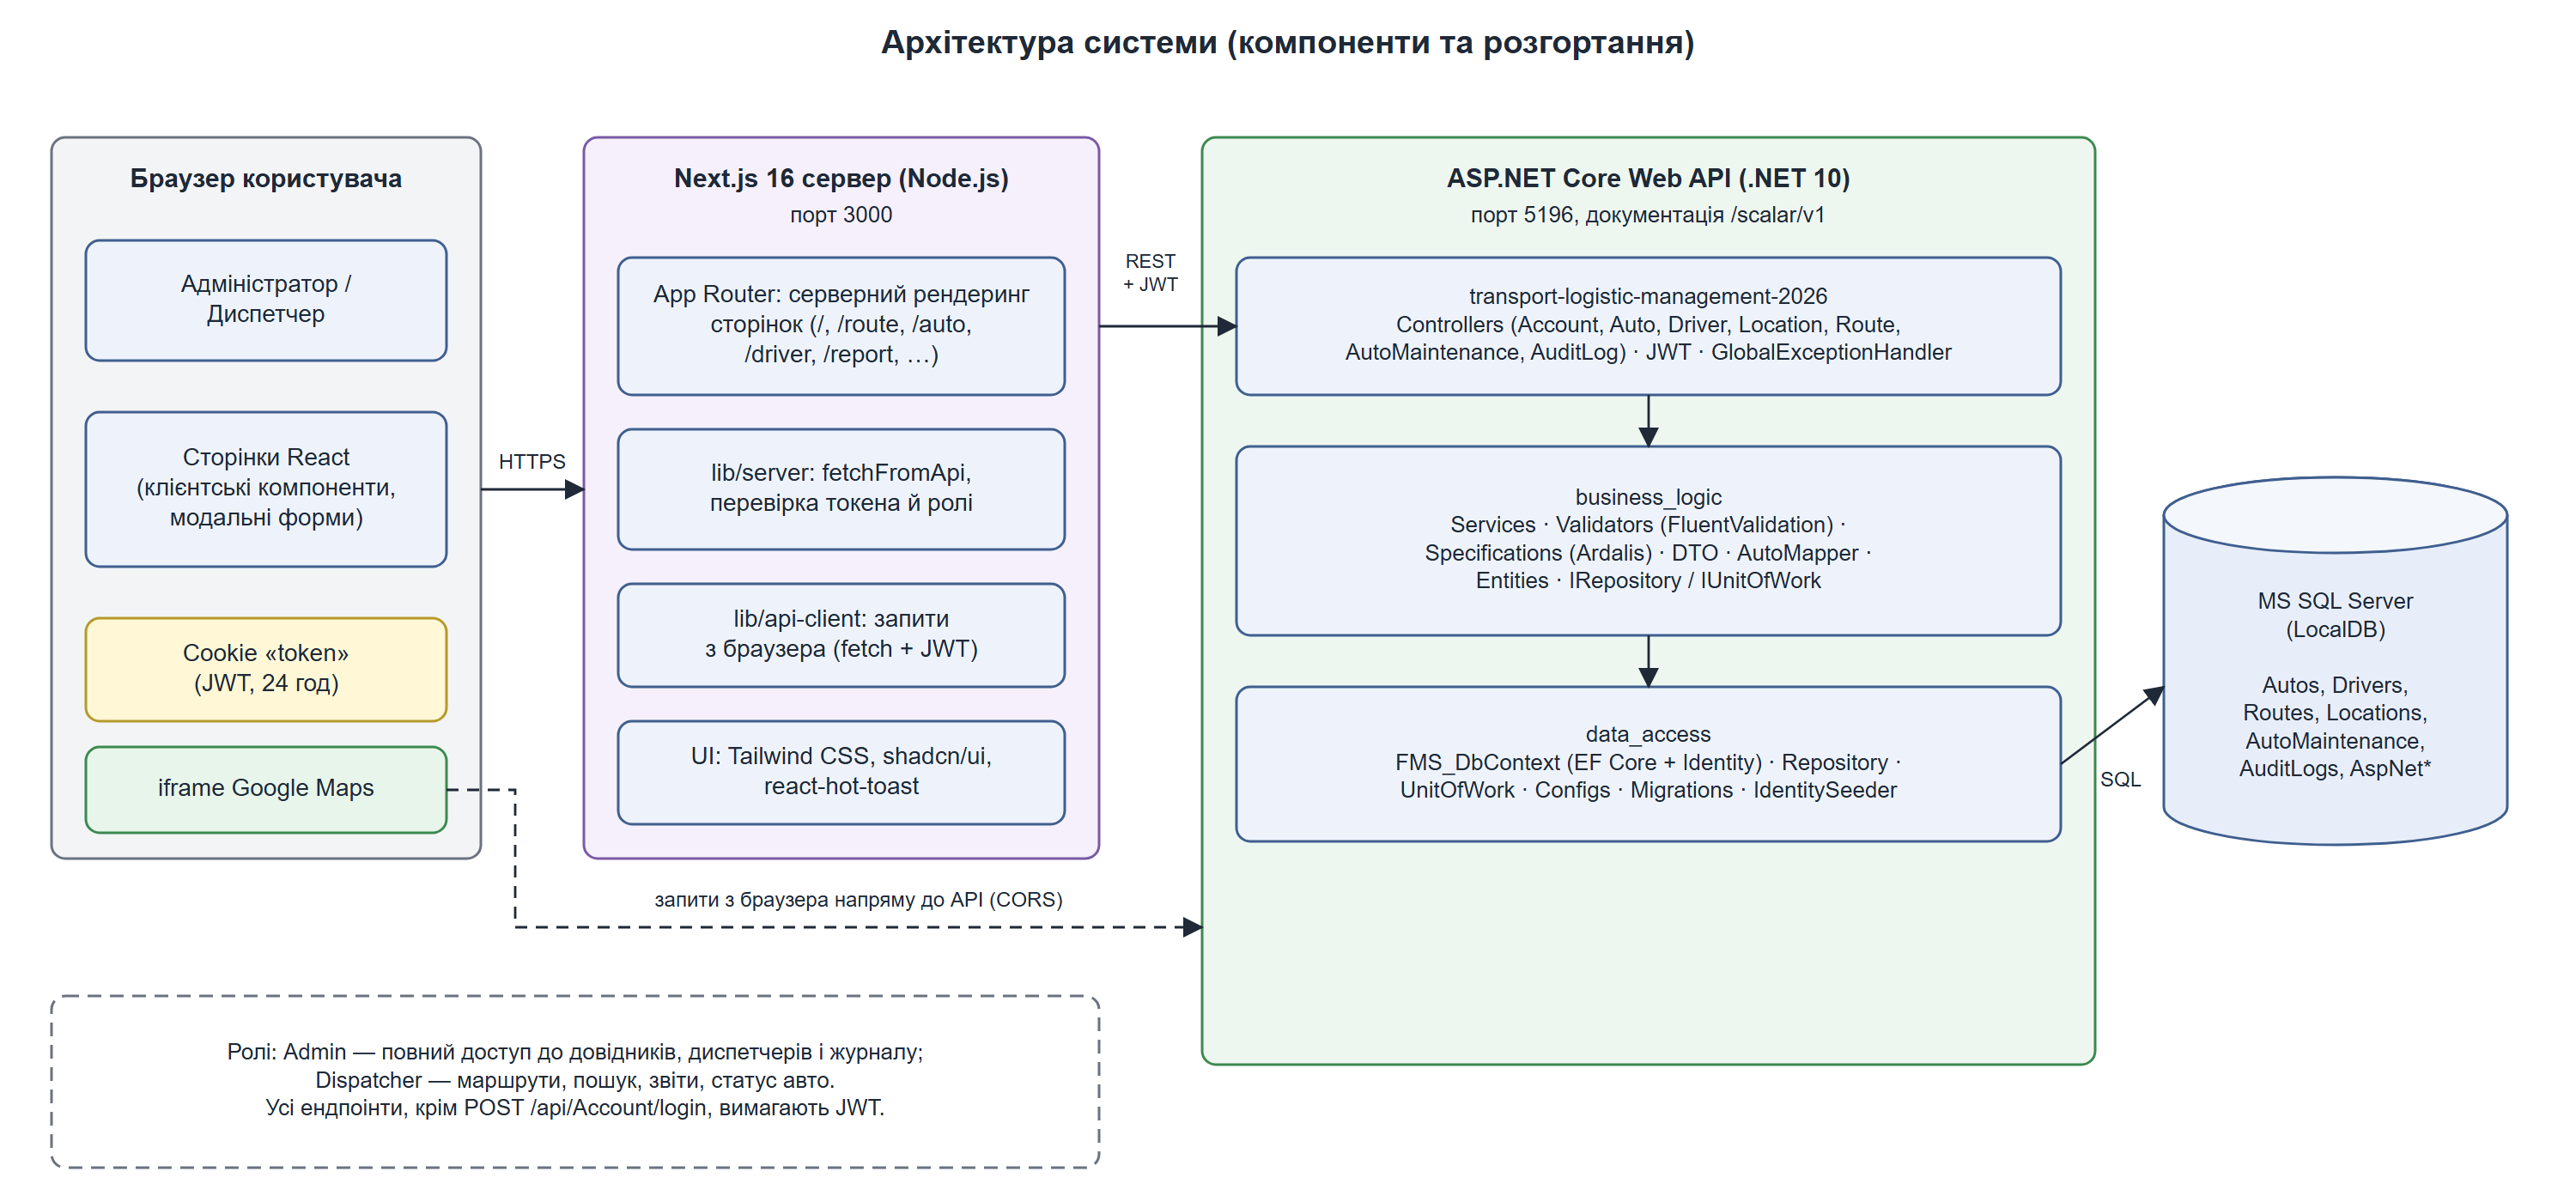 Архітектура системи (компоненти та розгортання)
Браузер користувача
Адміністратор /
Диспетчер
Сторінки React
(клієнтські компоненти,
модальні форми)
Cookie «token»
(JWT, 24 год)
iframe Google Maps
HTTPS
Next.js 16 сервер (Node.js)
порт 3000
App Router: серверний рендеринг
сторінок (/, /route, /auto,
/driver, /report, …)
lib/server: fetchFromApi,
перевірка токена й ролі
lib/api-client: запити
з браузера (fetch + JWT)
UI: Tailwind CSS, shadcn/ui,
react-hot-toast
REST
+ JWT
запити з браузера напряму до API (CORS)
ASP.NET Core Web API (.NET 10)
порт 5196, документація /scalar/v1
transport-logistic-management-2026
Controllers (Account, Auto, Driver, Location, Route,
AutoMaintenance, AuditLog) · JWT · GlobalExceptionHandler
business_logic
Services · Validators (FluentValidation) ·
Specifications (Ardalis) · DTO · AutoMapper ·
Entities · IRepository / IUnitOfWork
data_access
FMS_DbContext (EF Core + Identity) · Repository ·
UnitOfWork · Configs · Migrations · IdentitySeeder
SQL
MS SQL Server
(LocalDB)
Autos, Drivers,
Routes, Locations,
AutoMaintenance,
AuditLogs, AspNet*
Ролі: Admin — повний доступ до довідників, диспетчерів і журналу;
Dispatcher — маршрути, пошук, звіти, статус авто.
Усі ендпоінти, крім POST /api/Account/login, вимагають JWT.